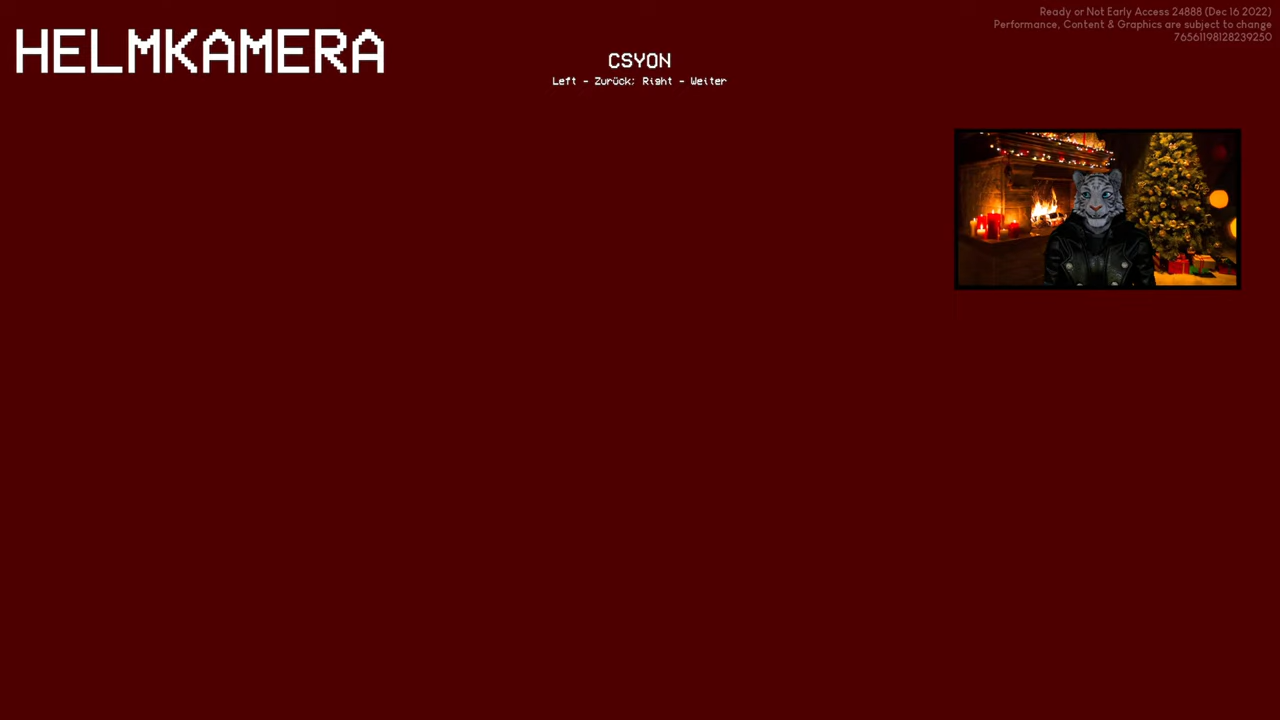 HELMKAMERA
CSYON
Left - Zurück; Right - Weiter
Ready or Not Early Access 24888 (Dec 16 2022)
Performance, Content & Graphics are subject to change
76561198128239250